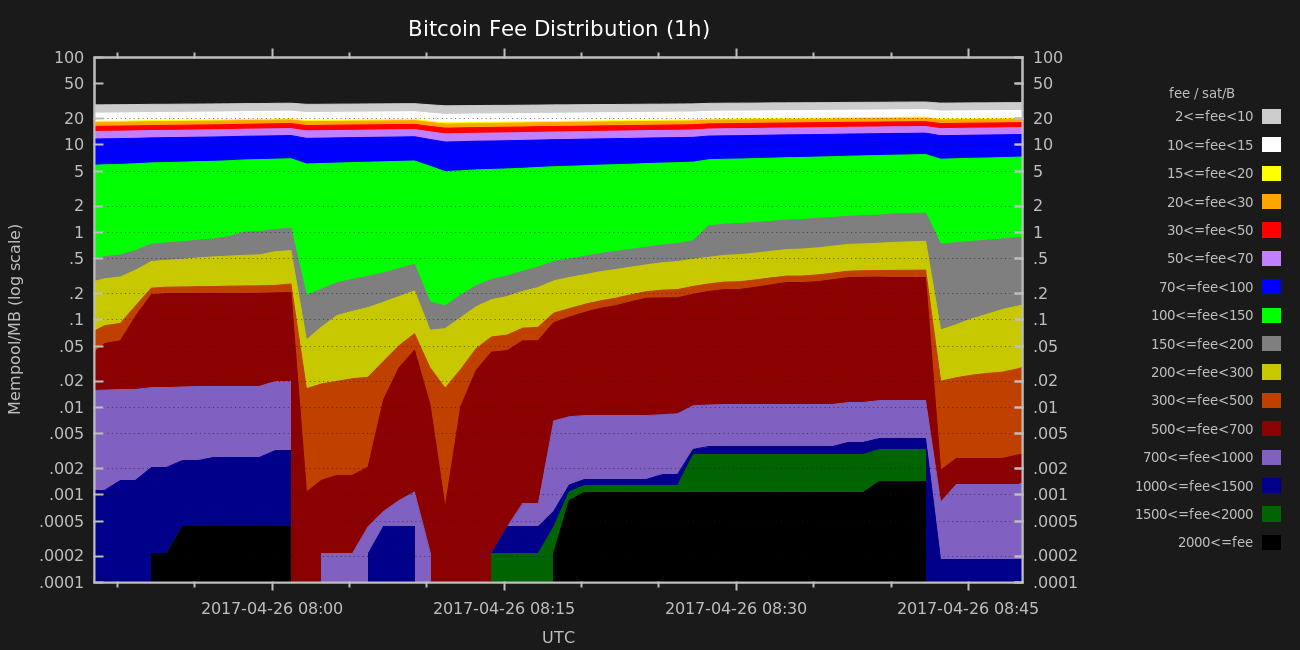 Bitcoin Fee Distribution (1h)
Mempool/MB (log scale)
100
50
20
10
5
2
1
.5
.2
.1
.05
.02
.01
.005
.002
.001
.0005
.0002
.0001
100
50
20
10
5
2
1
.5
.2
.1
.05
.02
.01
.005
.002
.001
.0005
.0002
.0001
2017-04-26 08:00 2017-04-26 08:15 2017-04-26 08:30 2017-04-26 08:45
UTC
fee / sat/B
2<=fee<10
10<=fee<15
15<=fee<20
20<=fee<30
30<=fee<50
50<=fee<70
70<=fee<100
100<=fee<150
150<=fee<200
200<=fee<300
300<=fee<500
500<=fee<700
700<=fee<1000
1000<=fee<1500
1500<=fee<2000
2000<=fee